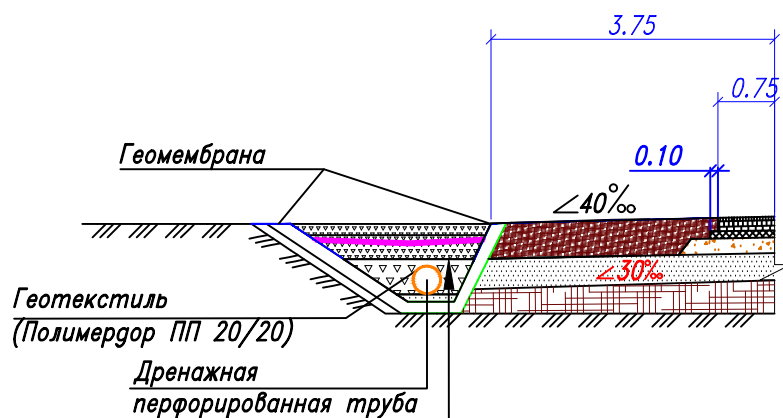 3.75
0.75
0.10
Геомембрана
∠40‰
∠30‰
Геотекстиль
(Полимердор ПП 20/20)
Дренажная
перфорированная труба